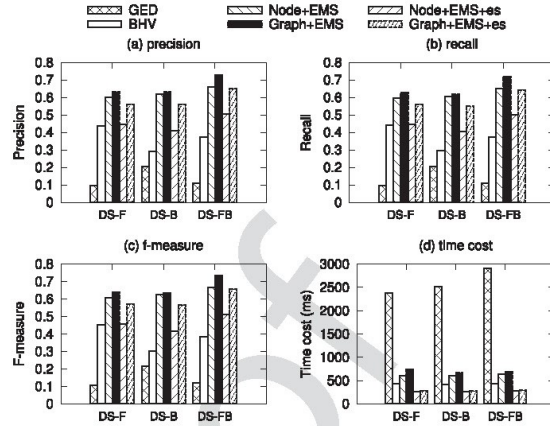 GED Node+EMS Node+EMS+es
BHV Graph+EMS Graph+EMS+es
(a) precision
Precision
0.8
0.7
0.6
0.5
0.4
0.3
0.2
0.1
0
DS-F DS-B DS-FB
(b) recall
Recall
0.8
0.7
0.6
0.5
0.4
0.3
0.2
0.1
0
DS-F DS-B DS-FB
(c) f-measure
F-measure
0.8
0.7
0.6
0.5
0.4
0.3
0.2
0.1
0
DS-F DS-B DS-FB
(d) time cost
Time cost (ms)
3000
2500
2000
1500
1000
500
0
DS-F DS-B DS-FB